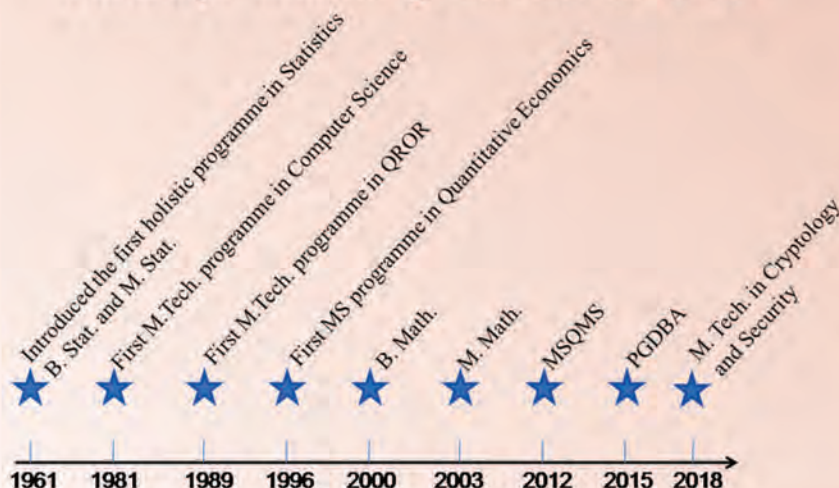 Introduced the first holistic programme in Statistics
B. Stat. and M. Stat.
First M.Tech. programme in Computer Science
First M.Tech. programme in QROR
First MS programme in Quantitative Economics
B. Math.
M. Math.
MSQMS
PGDBA
M. Tech. in Cryptology
and Security
1961 1981 1989 1996 2000 2003 2012 2015 2018